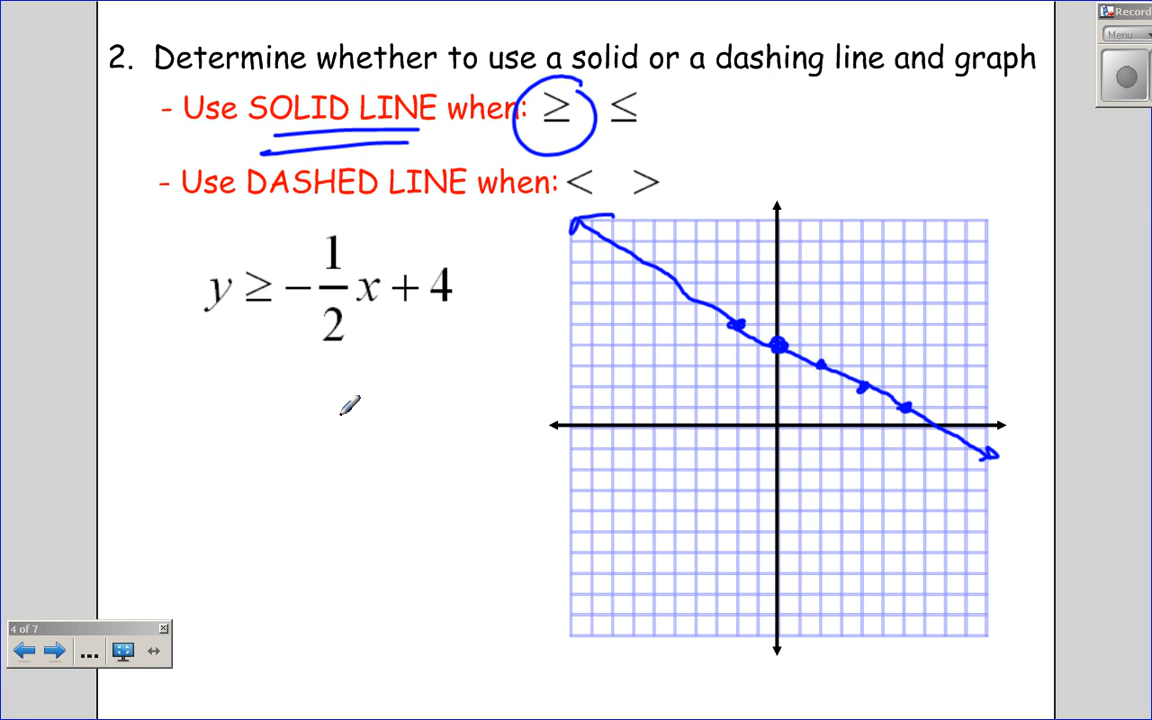 Record
Menu
2. Determine whether to use a solid or a dashing line and graph
- Use SOLID LINE when: ≥ ≤
- Use DASHED LINE when: < >
y ≥ −1/2x + 4
4 of 7
...